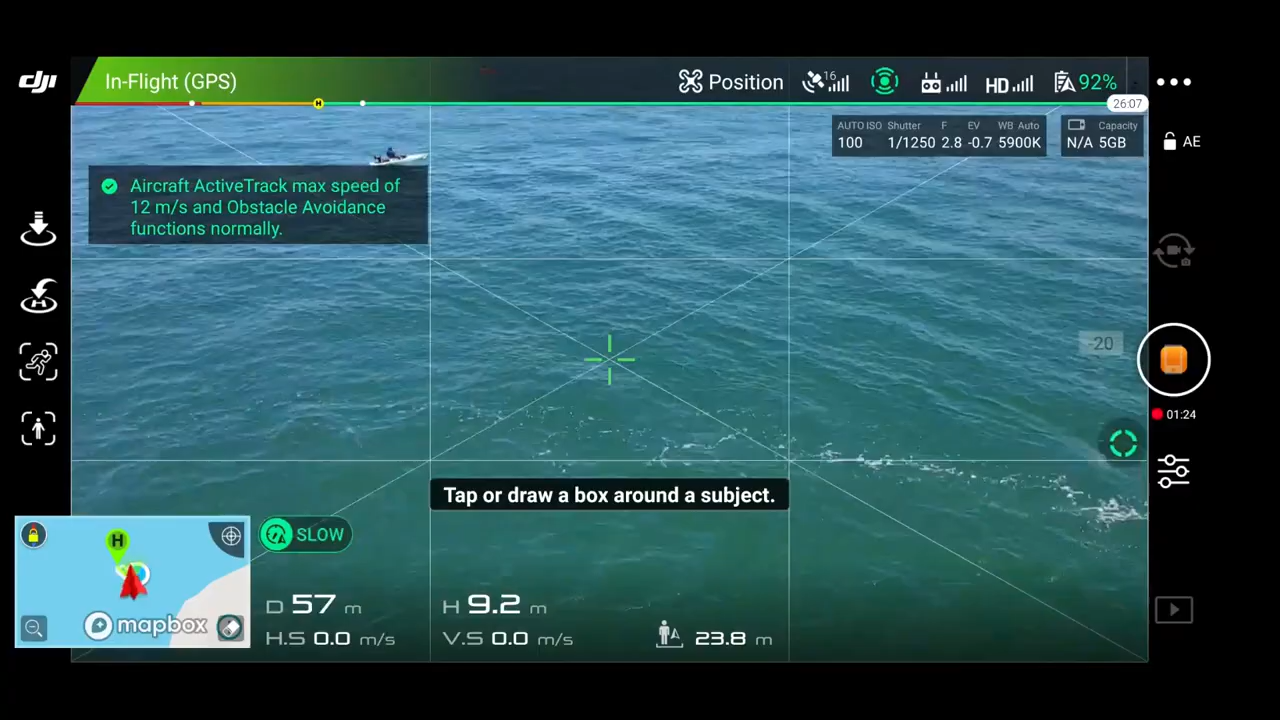 dji
In-Flight (GPS)
Position
16
HD
92%
H
26:07
AUTO ISO Shutter F EV WB Auto
100 1/1250 2.8 -0.7 5900K
Capacity
N/A 5GB
AE
Aircraft ActiveTrack max speed of
12 m/s and Obstacle Avoidance
functions normally.
H
-20
01:24
Tap or draw a box around a subject.
SLOW
H
mapbox
D 57 m
H 9.2 m
H.S 0.0 m/s
V.S 0.0 m/s
23.8 m